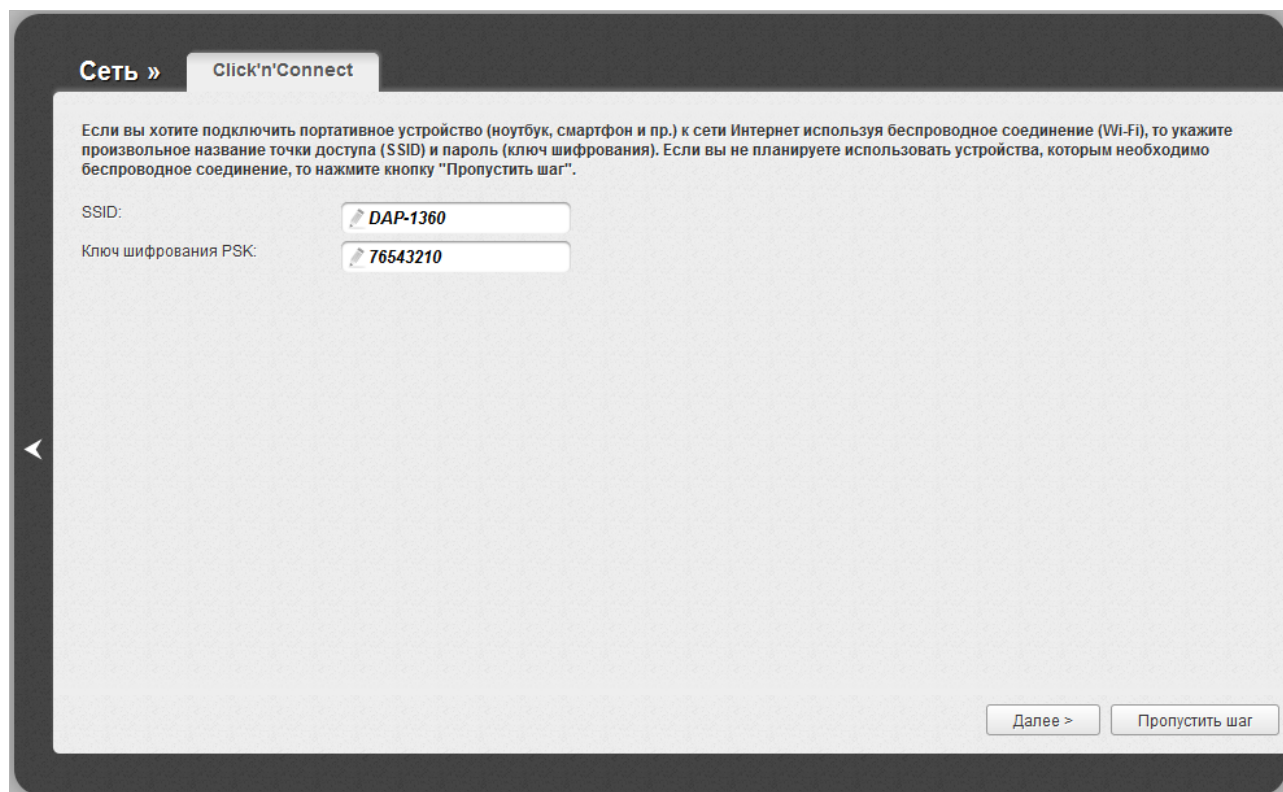 Сеть »
Click'n'Connect
Если вы хотите подключить портативное устройство (ноутбук, смартфон и пр.) к сети Интернет используя беспроводное соединение (Wi-Fi), то укажите
произвольное название точки доступа (SSID) и пароль (ключ шифрования). Если вы не планируете использовать устройства, которым необходимо
беспроводное соединение, то нажмите кнопку "Пропустить шаг".
SSID:
DAP-1360
Ключ шифрования PSK:
76543210
Далее >
Пропустить шаг